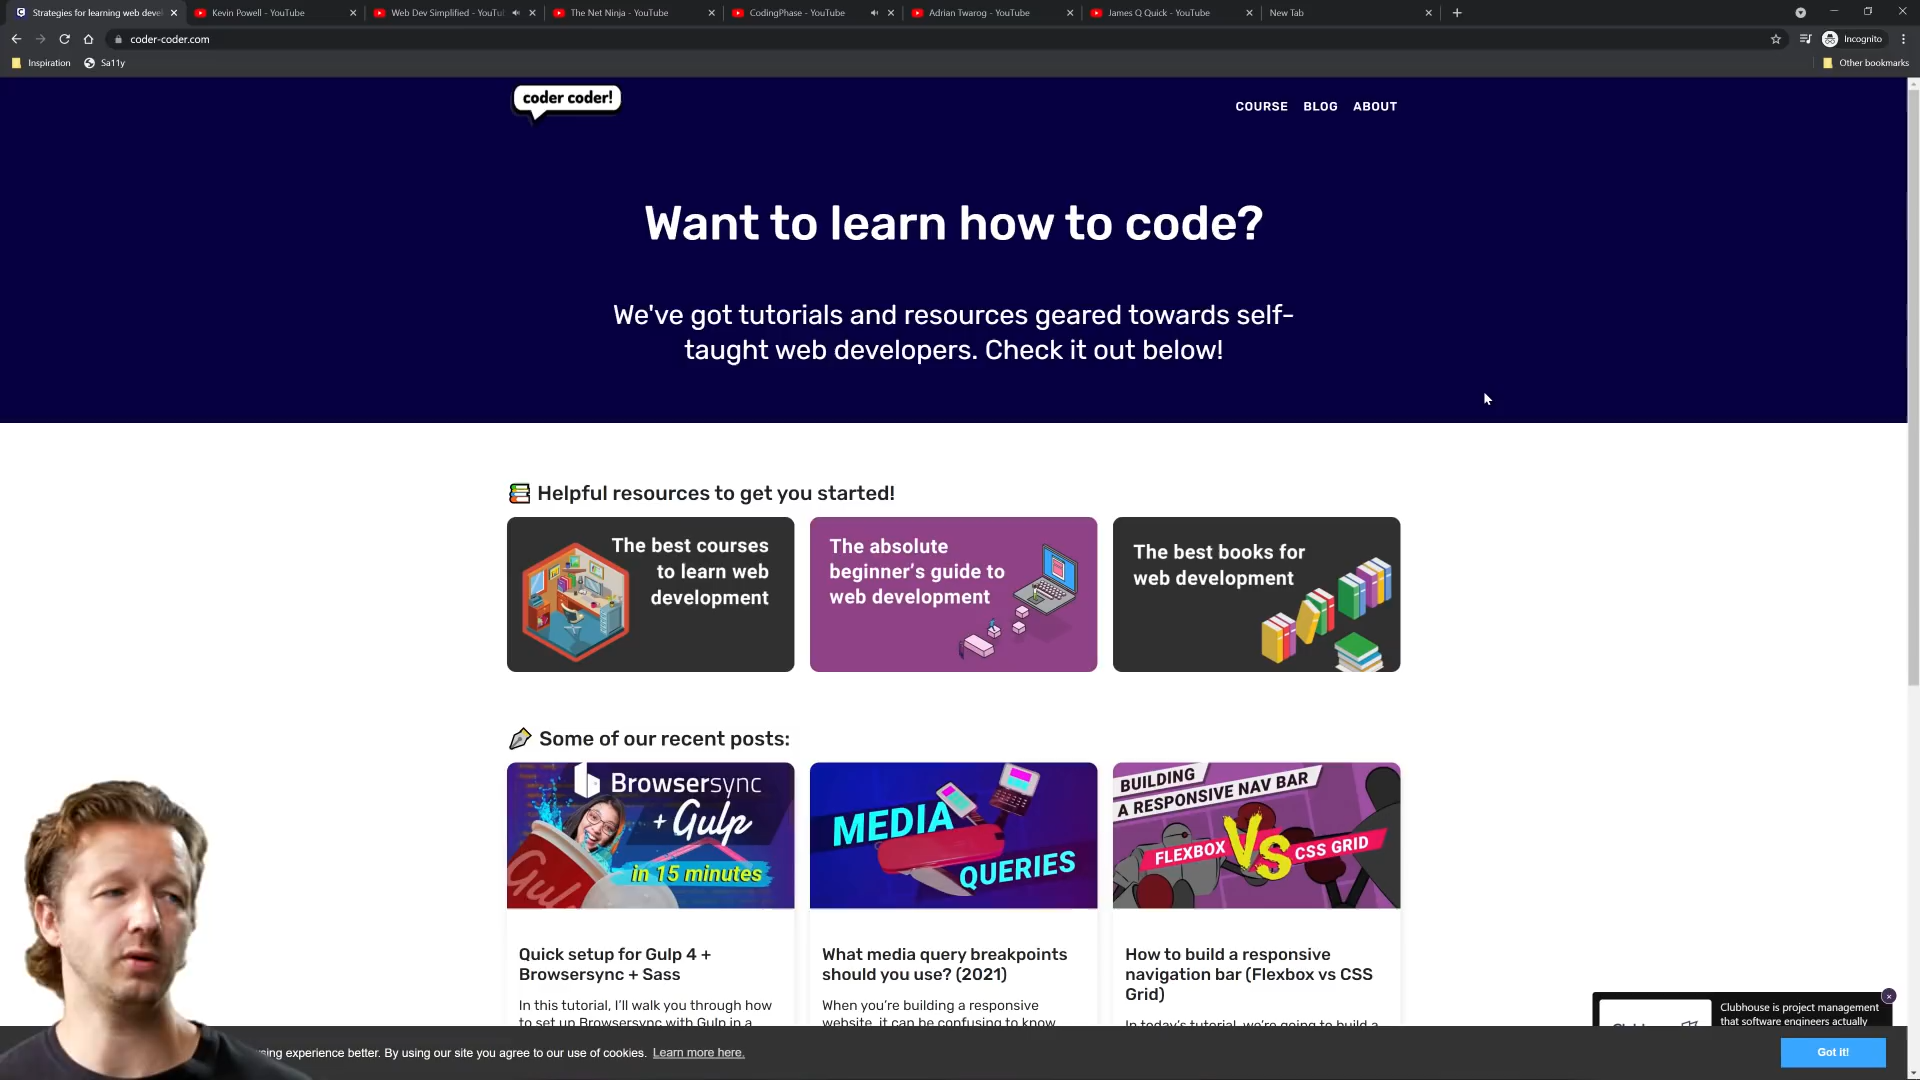 Strategies for learning web devel
Kevin Powell - YouTube
Web Dev Simplified - YouTu
The Net Ninja - YouTube
CodingPhase - YouTube
Adrian Twarog - YouTube
James Q Quick - YouTube
New Tab
coder-coder.com
Incognito
Inspiration
Sa11y
Other bookmarks
coder coder!
COURSE BLOG ABOUT
Want to learn how to code?
We've got tutorials and resources geared towards self-
taught web developers. Check it out below!
Helpful resources to get you started!
The best courses
to learn web
development
The absolute
beginner's guide to
web development
The best books for
web development
Some of our recent posts:
Browsersync
+ Gulp
in 15 minutes
Gulp
MEDIA
QUERIES
BUILDING
A RESPONSIVE NAV BAR
FLEXBOX VS CSS GRID
Quick setup for Gulp 4 +
Browsersync + Sass
In this tutorial, I'll walk you through how
to set up Browsersync with Gulp in a
What media query breakpoints
should you use? (2021)
When you're building a responsive
website, it can be confusing to know
How to build a responsive
navigation bar (Flexbox vs CSS
Grid)
In today's tutorial, we're going to build a
Clubhouse is project management
that software engineers actually
ing experience better. By using our site you agree to our use of cookies. Learn more here.
Got it!